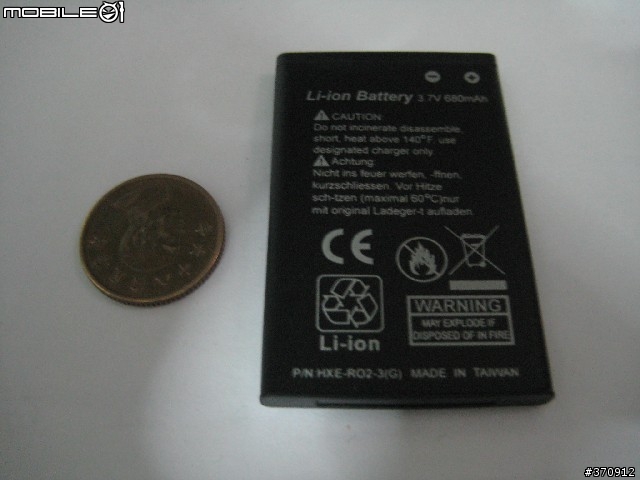 MOBILE01
Li-ion Battery 3.7V 680mAh
CAUTION:
Do not incinerate disassemble,
short, heat above 140°F. use
designated charger only.
Achtung:
Nicht ins feuer werfen, -ffnen,
kurzschliessen. Vor Hitze
sch-tzen (maximal 60°C)nur
mit original Ladeger-t aufladen.
CE
WARNING
MAY EXPLODE IF
DISPOSED OF IN FIRE
Li-ion
P/N:HXE-RO2-3(G) MADE IN TAIWAN
#370912